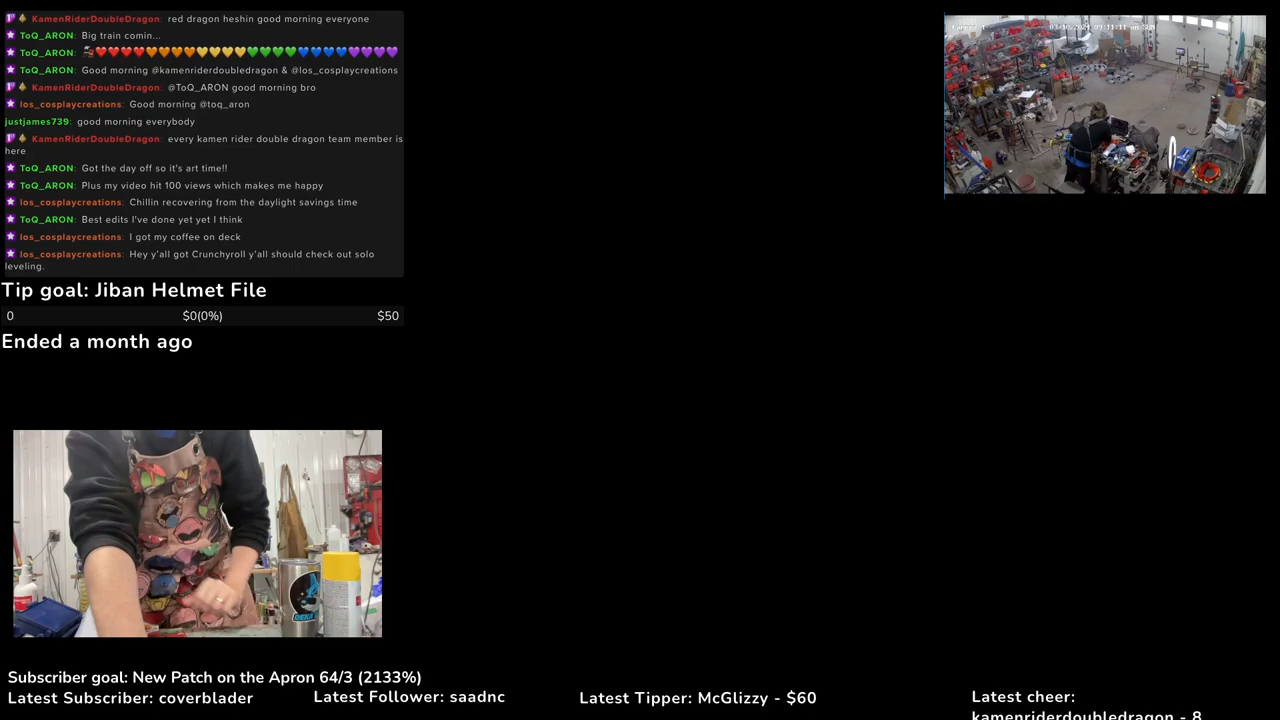 KamenRiderDoubleDragon: red dragon heshin good morning everyone
ToQ_ARON: Big train comin...
ToQ_ARON:
ToQ_ARON: Good morning @kamenriderdoubledragon & @los_cosplaycreations
KamenRiderDoubleDragon: @ToQ_ARON good morning bro
los_cosplaycreations: Good morning @toq_aron
justjames739: good morning everybody
KamenRiderDoubleDragon: every kamen rider double dragon team member is
here
ToQ_ARON: Got the day off so it's art time!!
ToQ_ARON: Plus my video hit 100 views which makes me happy
los_cosplaycreations: Chillin recovering from the daylight savings time
ToQ_ARON: Best edits I've done yet yet I think
los_cosplaycreations: I got my coffee on deck
los_cosplaycreations: Hey y'all got Crunchyroll y'all should check out solo
leveling.
Tip goal: Jiban Helmet File
0 $0(0%) $50
Ended a month ago
DEKA
Subscriber goal: New Patch on the Apron 64/3 (2133%)
Latest Subscriber: coverblader
Latest Follower: saadnc
Latest Tipper: McGlizzy - $60
Latest cheer:
kamenriderdoubledragon - 8